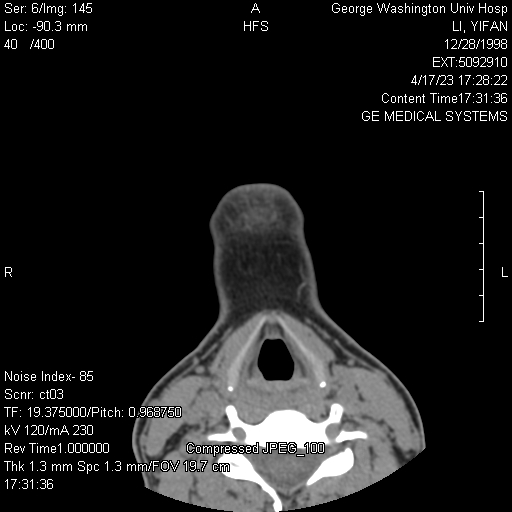 Ser: 6/Img: 145
Loc: -90.3 mm
40 /400
A
HFS
George Washington Univ Hosp
LI, YIFAN
12/28/1998
EXT:5092910
4/17/23 17:28:22
Content Time17:31:36
GE MEDICAL SYSTEMS
R
L
Noise Index- 85
Scnr: ct03
TF: 19.375000/Pitch: 0.968750
kV 120/mA 230
Rev Time1.000000
Compressed JPEG_100
Thk 1.3 mm Spc 1.3 mm/FOV 19.7 cm
17:31:36